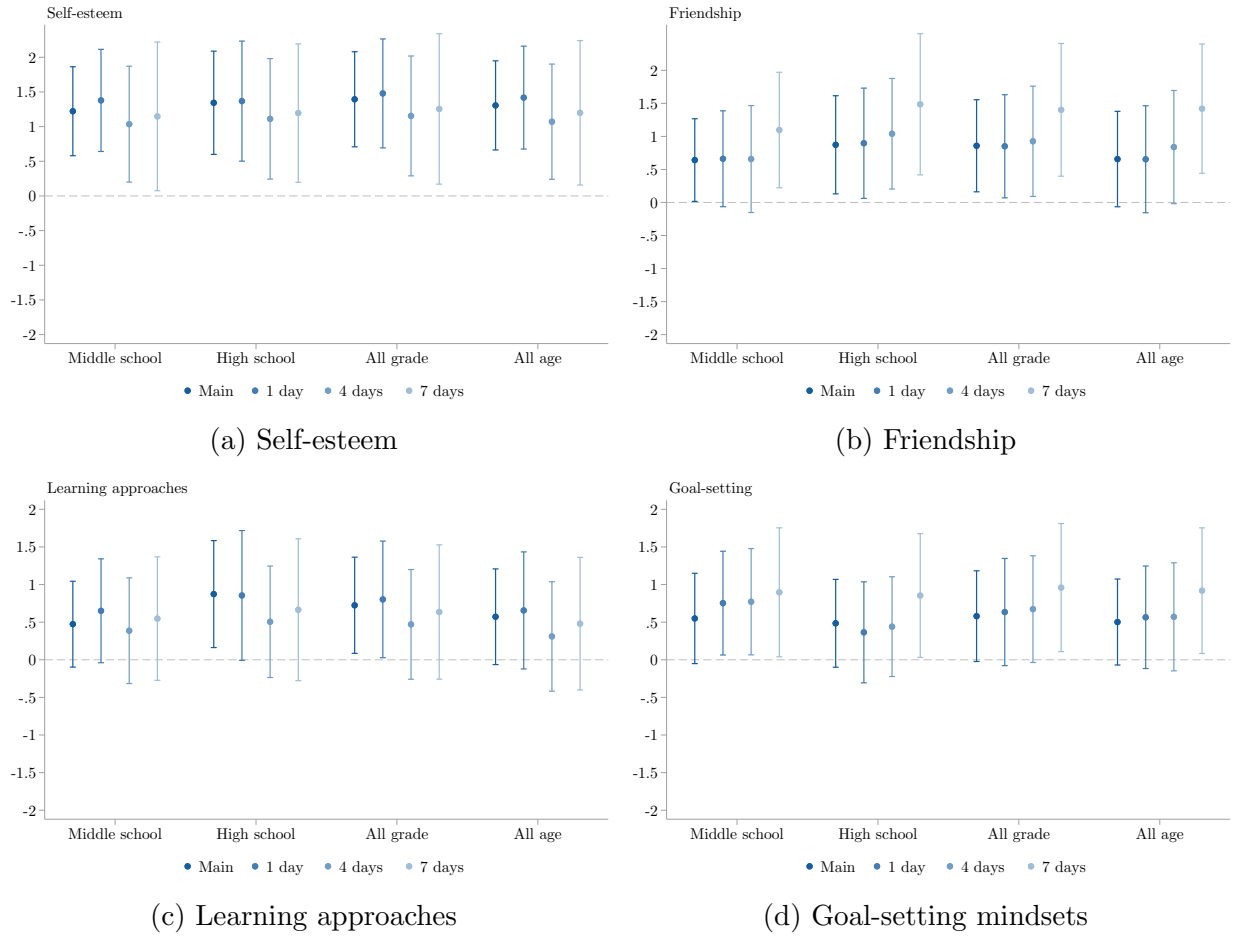 Self-esteem
2
1.5
1
.5
0
-.5
-1
-1.5
-2
Middle school High school All grade All age
Main 1 day 4 days 7 days
(a) Self-esteem
Friendship
2
1.5
1
.5
0
-.5
-1
-1.5
-2
Middle school High school All grade All age
Main 1 day 4 days 7 days
(b) Friendship
Learning approaches
2
1.5
1
.5
0
-.5
-1
-1.5
-2
Middle school High school All grade All age
Main 1 day 4 days 7 days
(c) Learning approaches
Goal-setting
2
1.5
1
.5
0
-.5
-1
-1.5
-2
Middle school High school All grade All age
Main 1 day 4 days 7 days
(d) Goal-setting mindsets